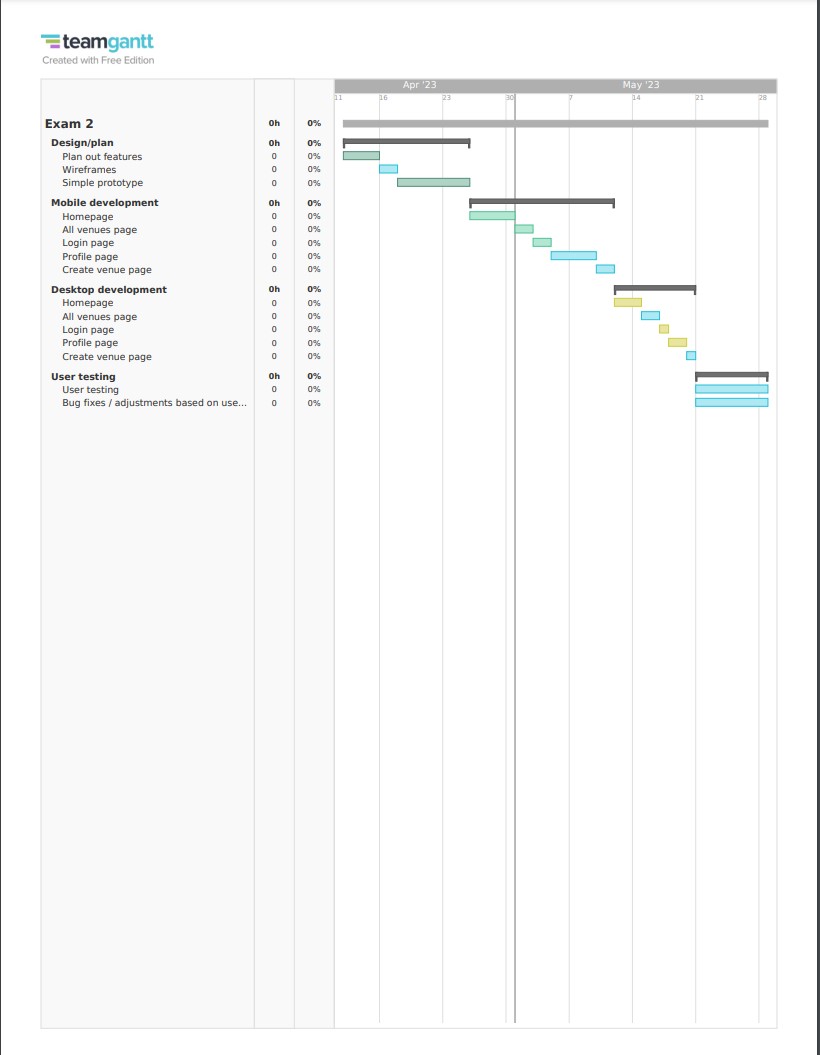 teamgantt
Created with Free Edition
Apr '23 May '23
11 16 23 30 7 14 21 28
Exam 2 0h 0%
Design/plan 0h 0%
Plan out features 0 0%
Wireframes 0 0%
Simple prototype 0 0%
Mobile development 0h 0%
Homepage 0 0%
All venues page 0 0%
Login page 0 0%
Profile page 0 0%
Create venue page 0 0%
Desktop development 0h 0%
Homepage 0 0%
All venues page 0 0%
Login page 0 0%
Profile page 0 0%
Create venue page 0 0%
User testing 0h 0%
User testing 0 0%
Bug fixes / adjustments based on use... 0 0%